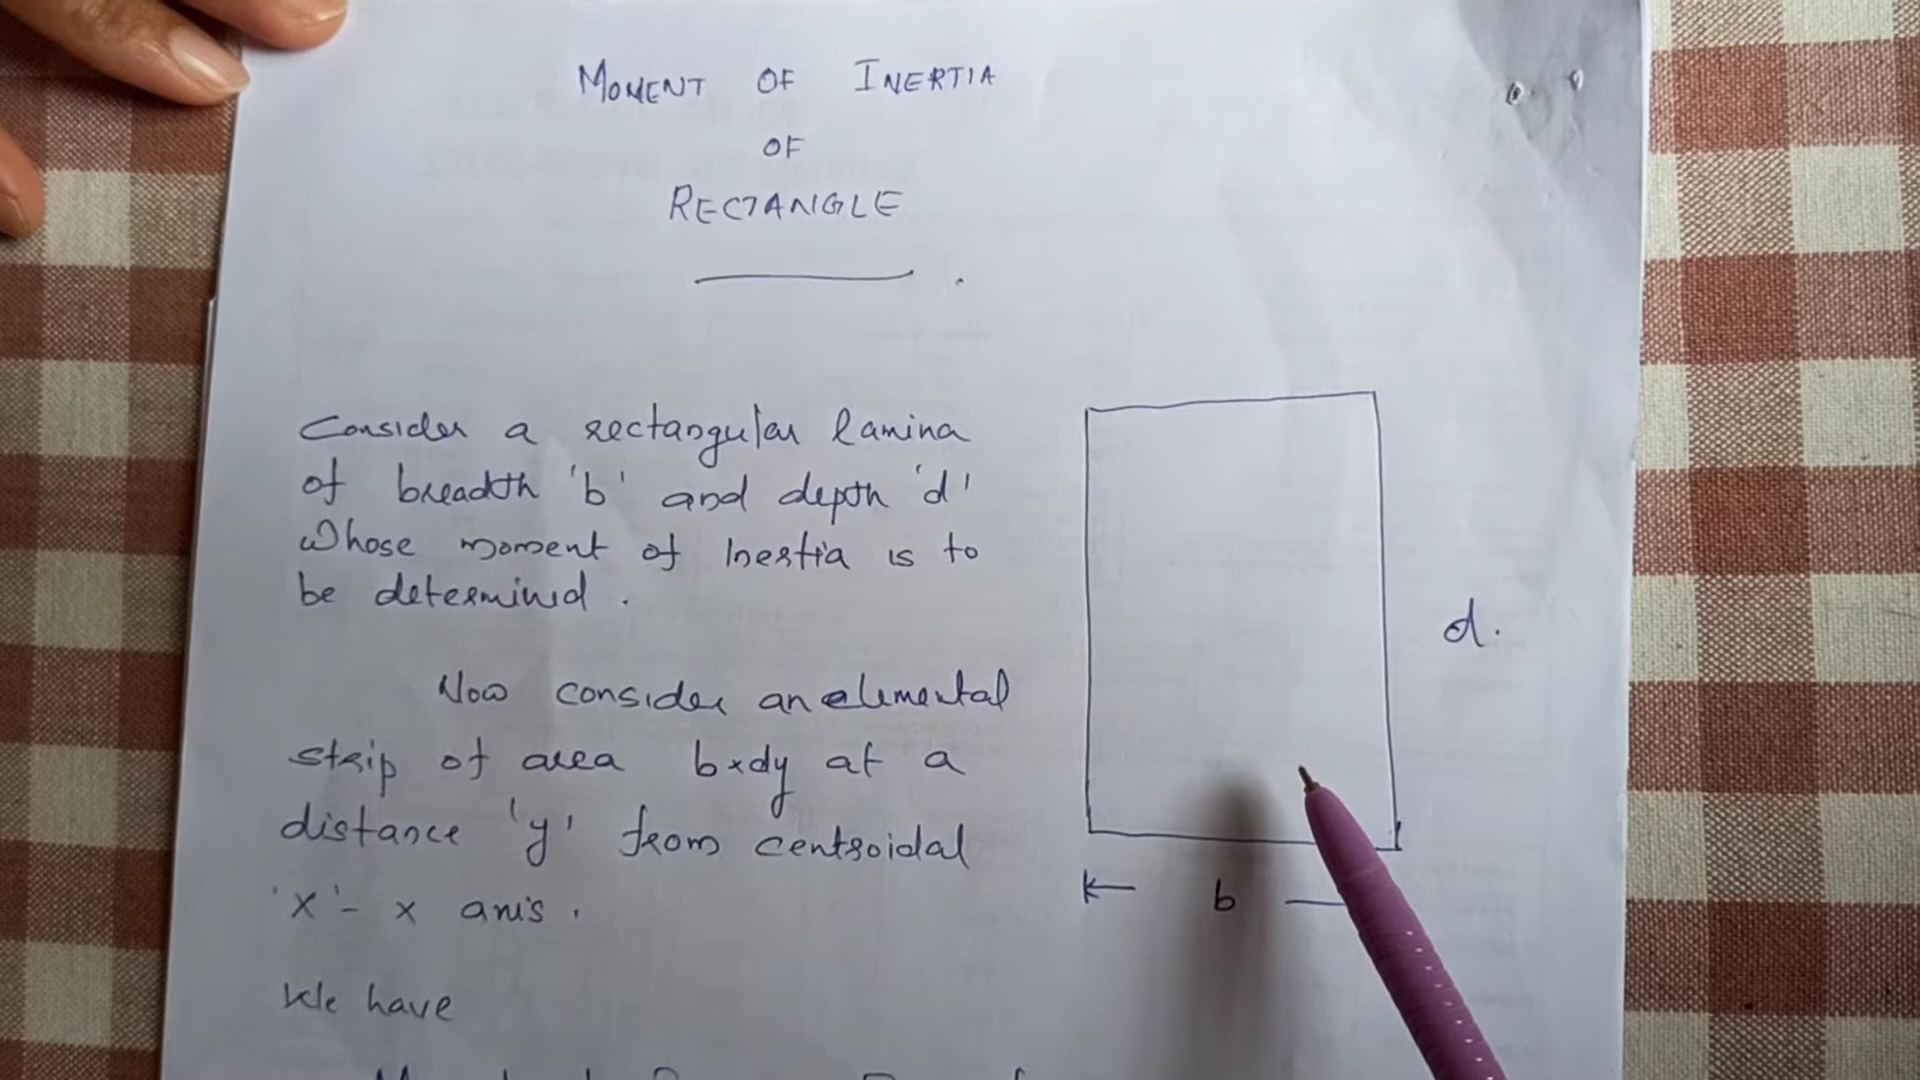 MOMENT OF INERTIA
OF
RECTANGLE
Consider a rectangular lamina
of breadth 'b' and depth 'd'
whose moment of Inertia is to
be determined.
Now consider an elemental
strip of area b×dy at a
distance 'y' from centroidal
'x'-x axis.
We have
d.
b